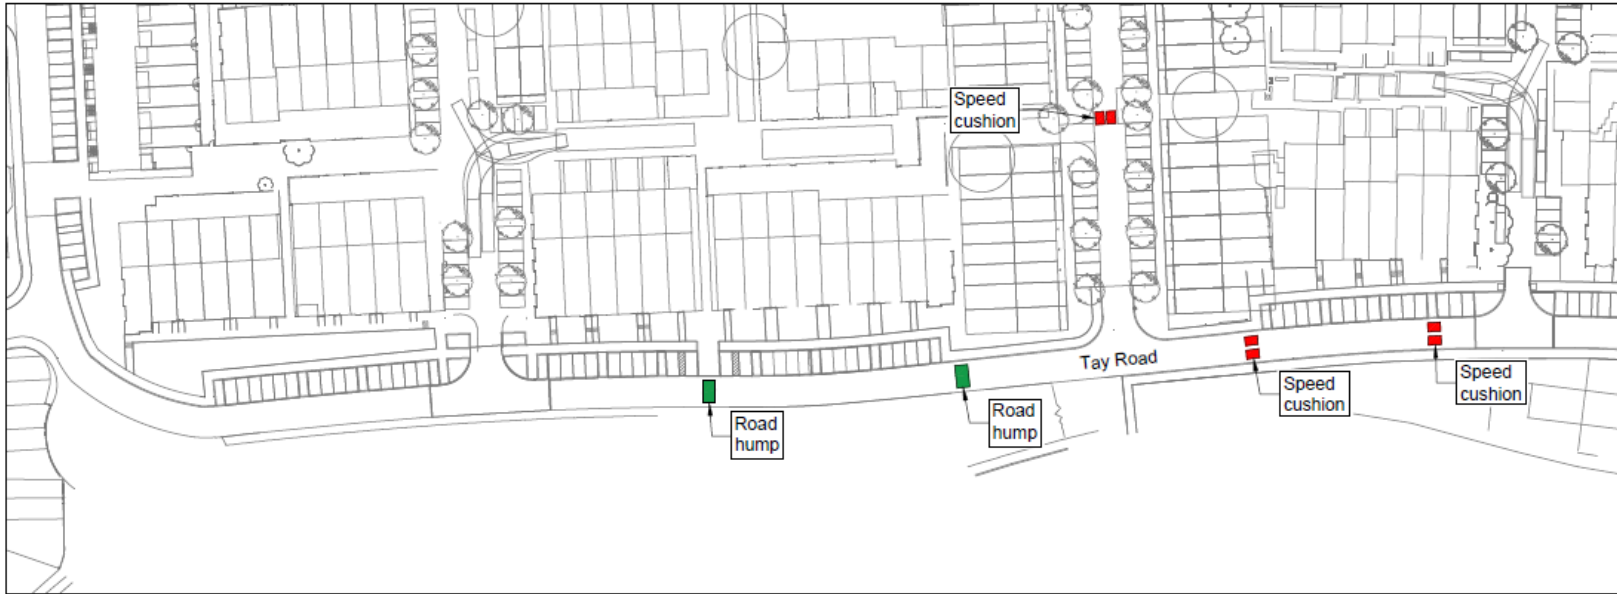 Speed
cushion
Tay Road
Speed
cushion
Speed
cushion
Road
hump
Road
hump